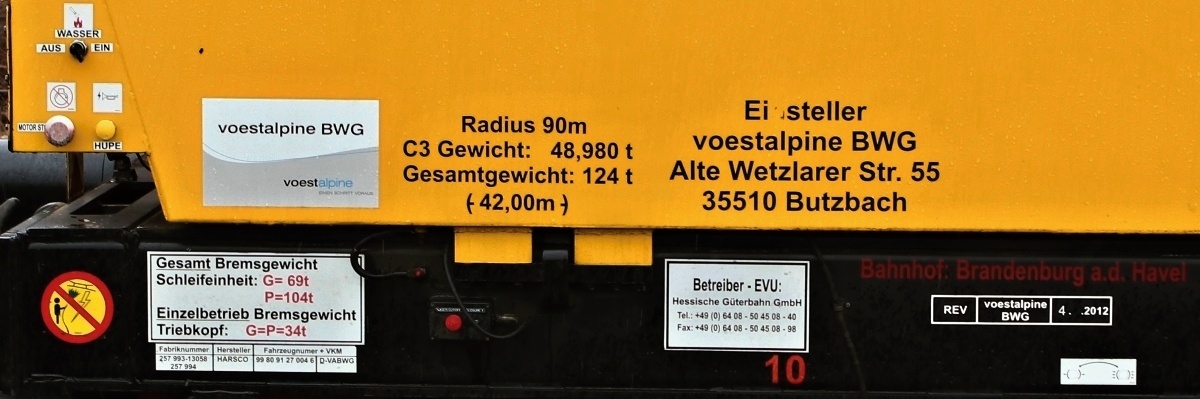 WASSER
AUS EIN
MOTOR ST
HUPE
voestalpine BWG
voestalpine
EINEN SCHRITT VORAUS.
Radius 90m
C3 Gewicht: 48,980 t
Gesamtgewicht: 124 t
(- 42,00m -)
Ei steller
voestalpine BWG
Alte Wetzlarer Str. 55
35510 Butzbach
Gesamt Bremsgewicht
Schleifeinheit: G= 69t
P=104t
Einzelbetrieb Bremsgewicht
Triebkopf: G=P=34t
Fabriknummer Hersteller Fahrzeugnumer + VKM
257 993-13058 HARSCO 99 80 91 27 004 6 D-VABWG
257 994
Betreiber - EVU:
Hessische Güterbahn GmbH
Tel.: +49 (0) 64 08 - 50 45 08 - 40
Fax: +49 (0) 64 08 - 50 45 08 - 98
10
Bahnhof: Brandenburg a.d. Havel
REV voestalpine BWG 4. .2012